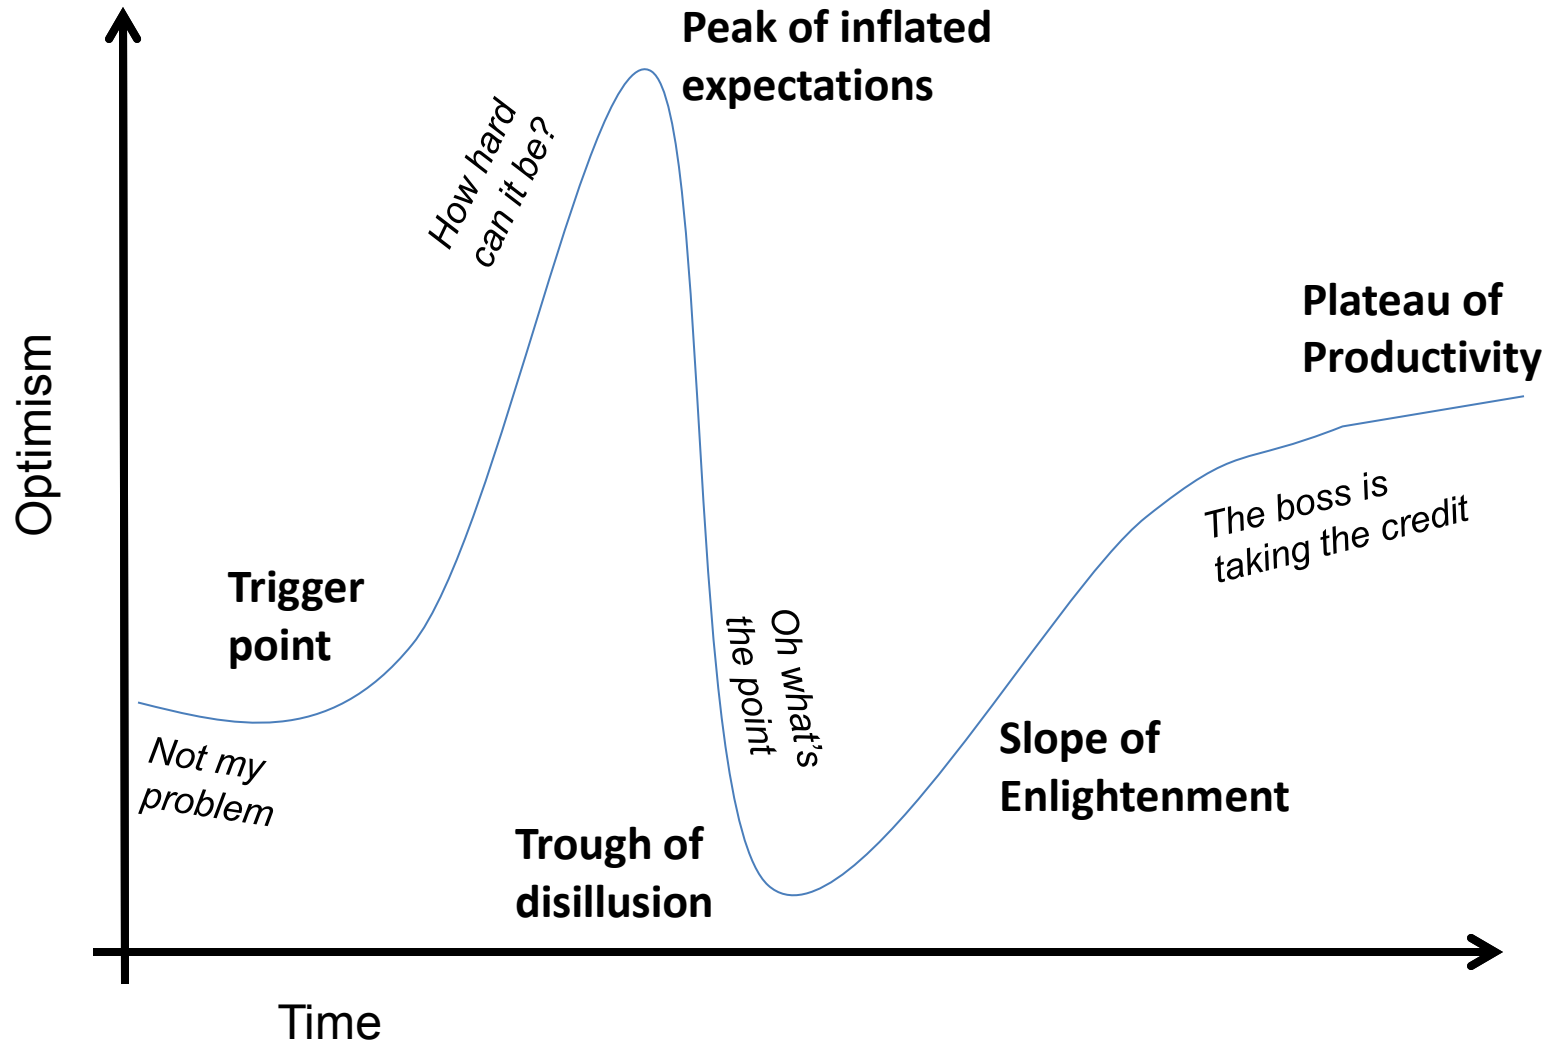 Peak of inflated
expectations
How hard
can it be?
Plateau of
Productivity
Optimism
The boss is
taking the credit
Trigger
point
Oh what's
the point
Not my
problem
Slope of
Enlightenment
Trough of
disillusion
Time